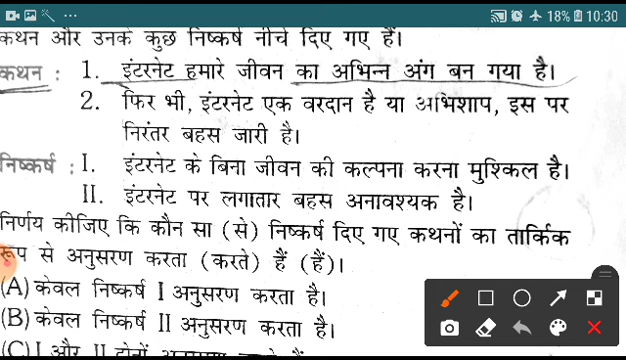 18% 10:30
कथन और उनके कुछ निष्कर्ष नीचे दिए गए हैं।
कथन : 1. इंटरनेट हमारे जीवन का अभिन्न अंग बन गया है।
2. फिर भी, इंटरनेट एक वरदान है या अभिशाप, इस पर
निरंतर बहस जारी है।
निष्कर्ष : I. इंटरनेट के बिना जीवन की कल्पना करना मुश्किल है।
II. इंटरनेट पर लगातार बहस अनावश्यक है।
निर्णय कीजिए कि कौन सा (से) निष्कर्ष दिए गए कथनों का तार्किक
रूप से अनुसरण करता (करते) हैं (हैं)।
(A) केवल निष्कर्ष I अनुसरण करता है।
(B) केवल निष्कर्ष II अनुसरण करता है।
(C) I और II दोनों अनुसरण करते हैं